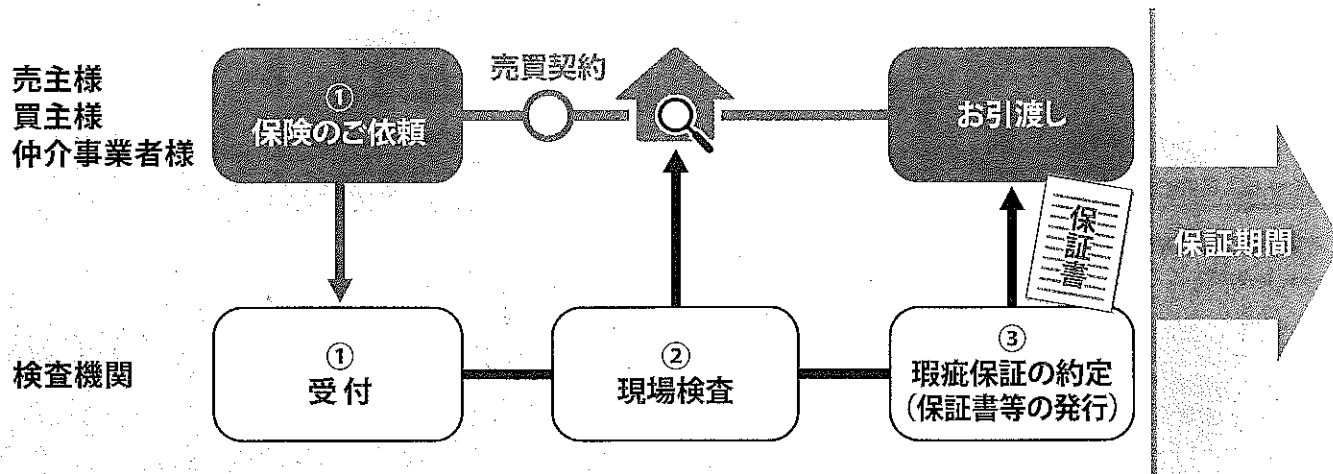 売主様
買主様
仲介事業者様
①
保険のご依頼
売買契約
お引渡し
保証書
保証期間
検査機関
①
受付
②
現場検査
③
瑕疵保証の約定
(保証書等の発行)